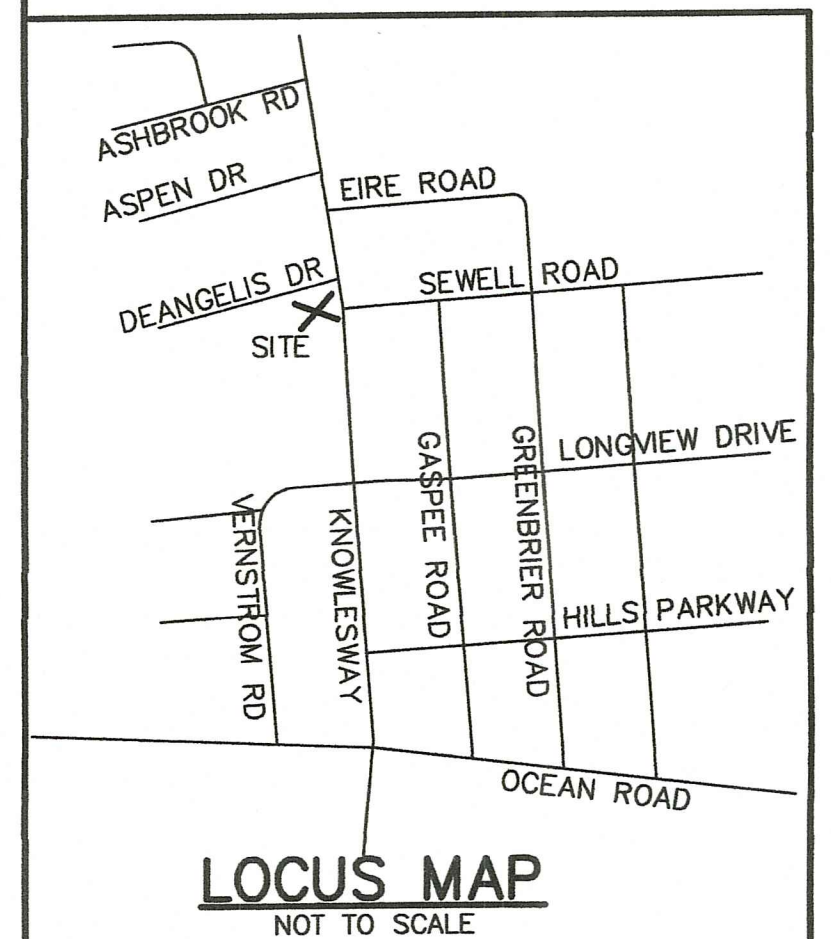 ASHBROOK RD
ASPEN DR
EIRE ROAD
DEANGELIS DR
SEWELL ROAD
SITE
LONGVIEW DRIVE
GASPEE ROAD
GREENBRIER ROAD
VERNSTROM RD
KNOWLESWAY
HILLS PARKWAY
OCEAN ROAD
LOCUS MAP
NOT TO SCALE